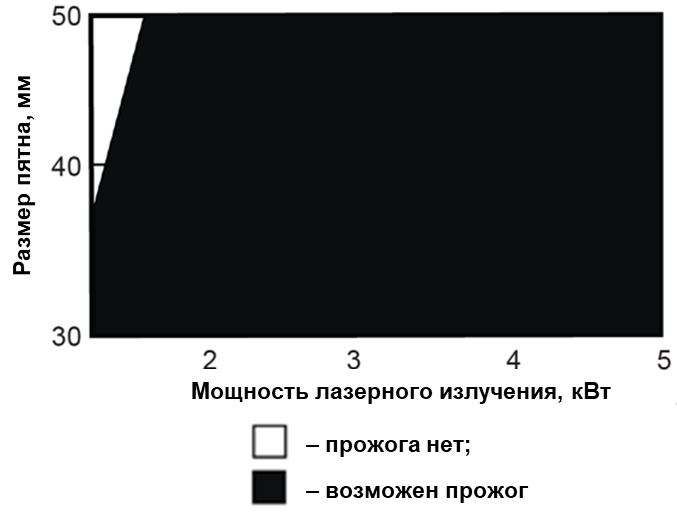 50
40
30
Размер пятна, мм
2 3 4 5
Мощность лазерного излучения, кВт
– прожога нет;
– возможен прожог